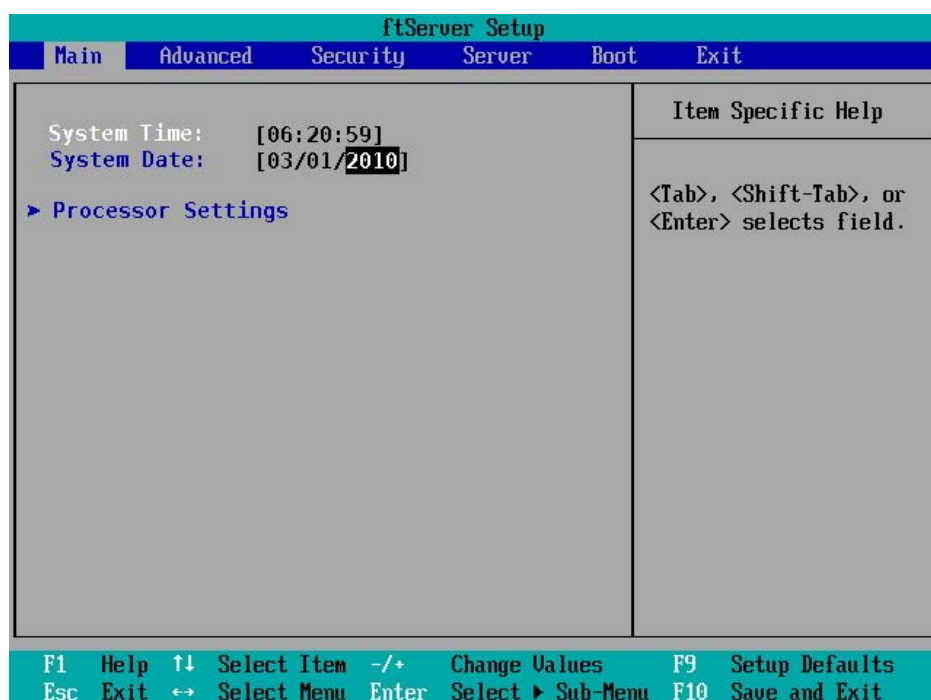 ftServer Setup
Main Advanced Security Server Boot Exit
System Time: [06:20:59]
System Date: [03/01/2010]
➤ Processor Settings
Item Specific Help
<Tab>, <Shift-Tab>, or
<Enter> selects field.
F1 Help ↑↓ Select Item -/+ Change Values F9 Setup Defaults
Esc Exit ↔ Select Menu Enter Select ▶ Sub-Menu F10 Save and Exit